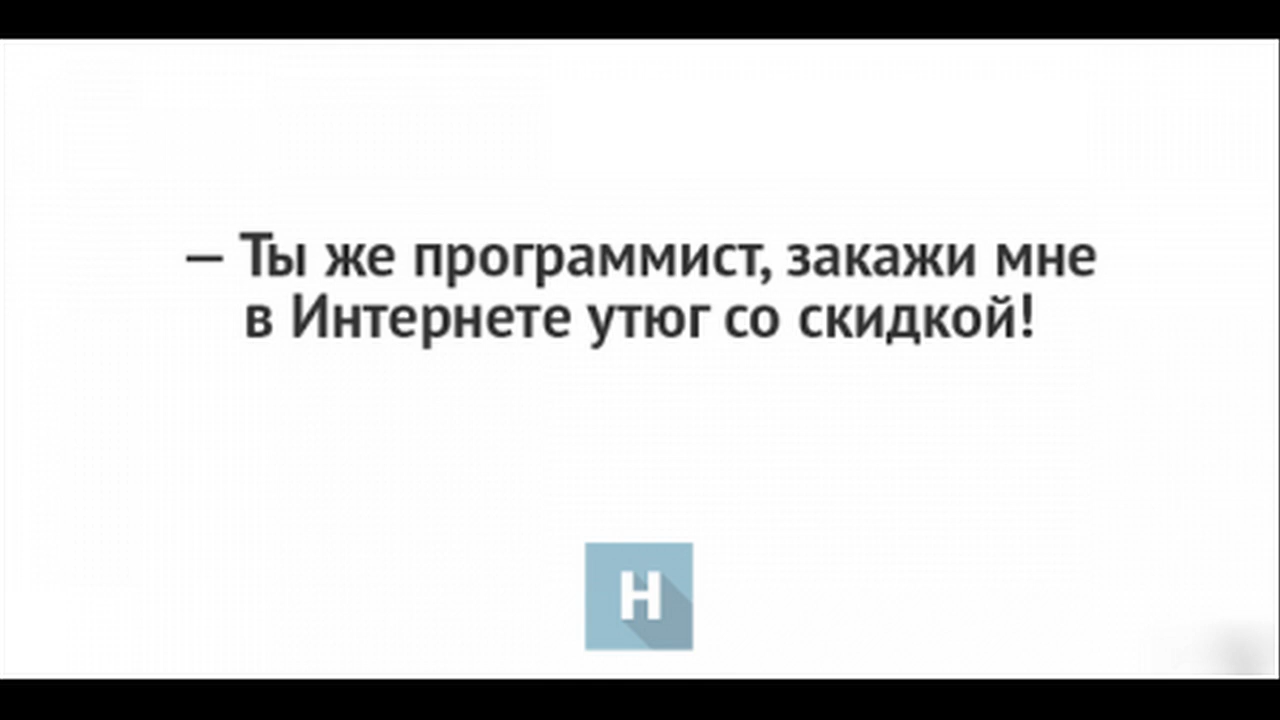 — Ты же программист, закажи мне
в Интернете утюг со скидкой!
H